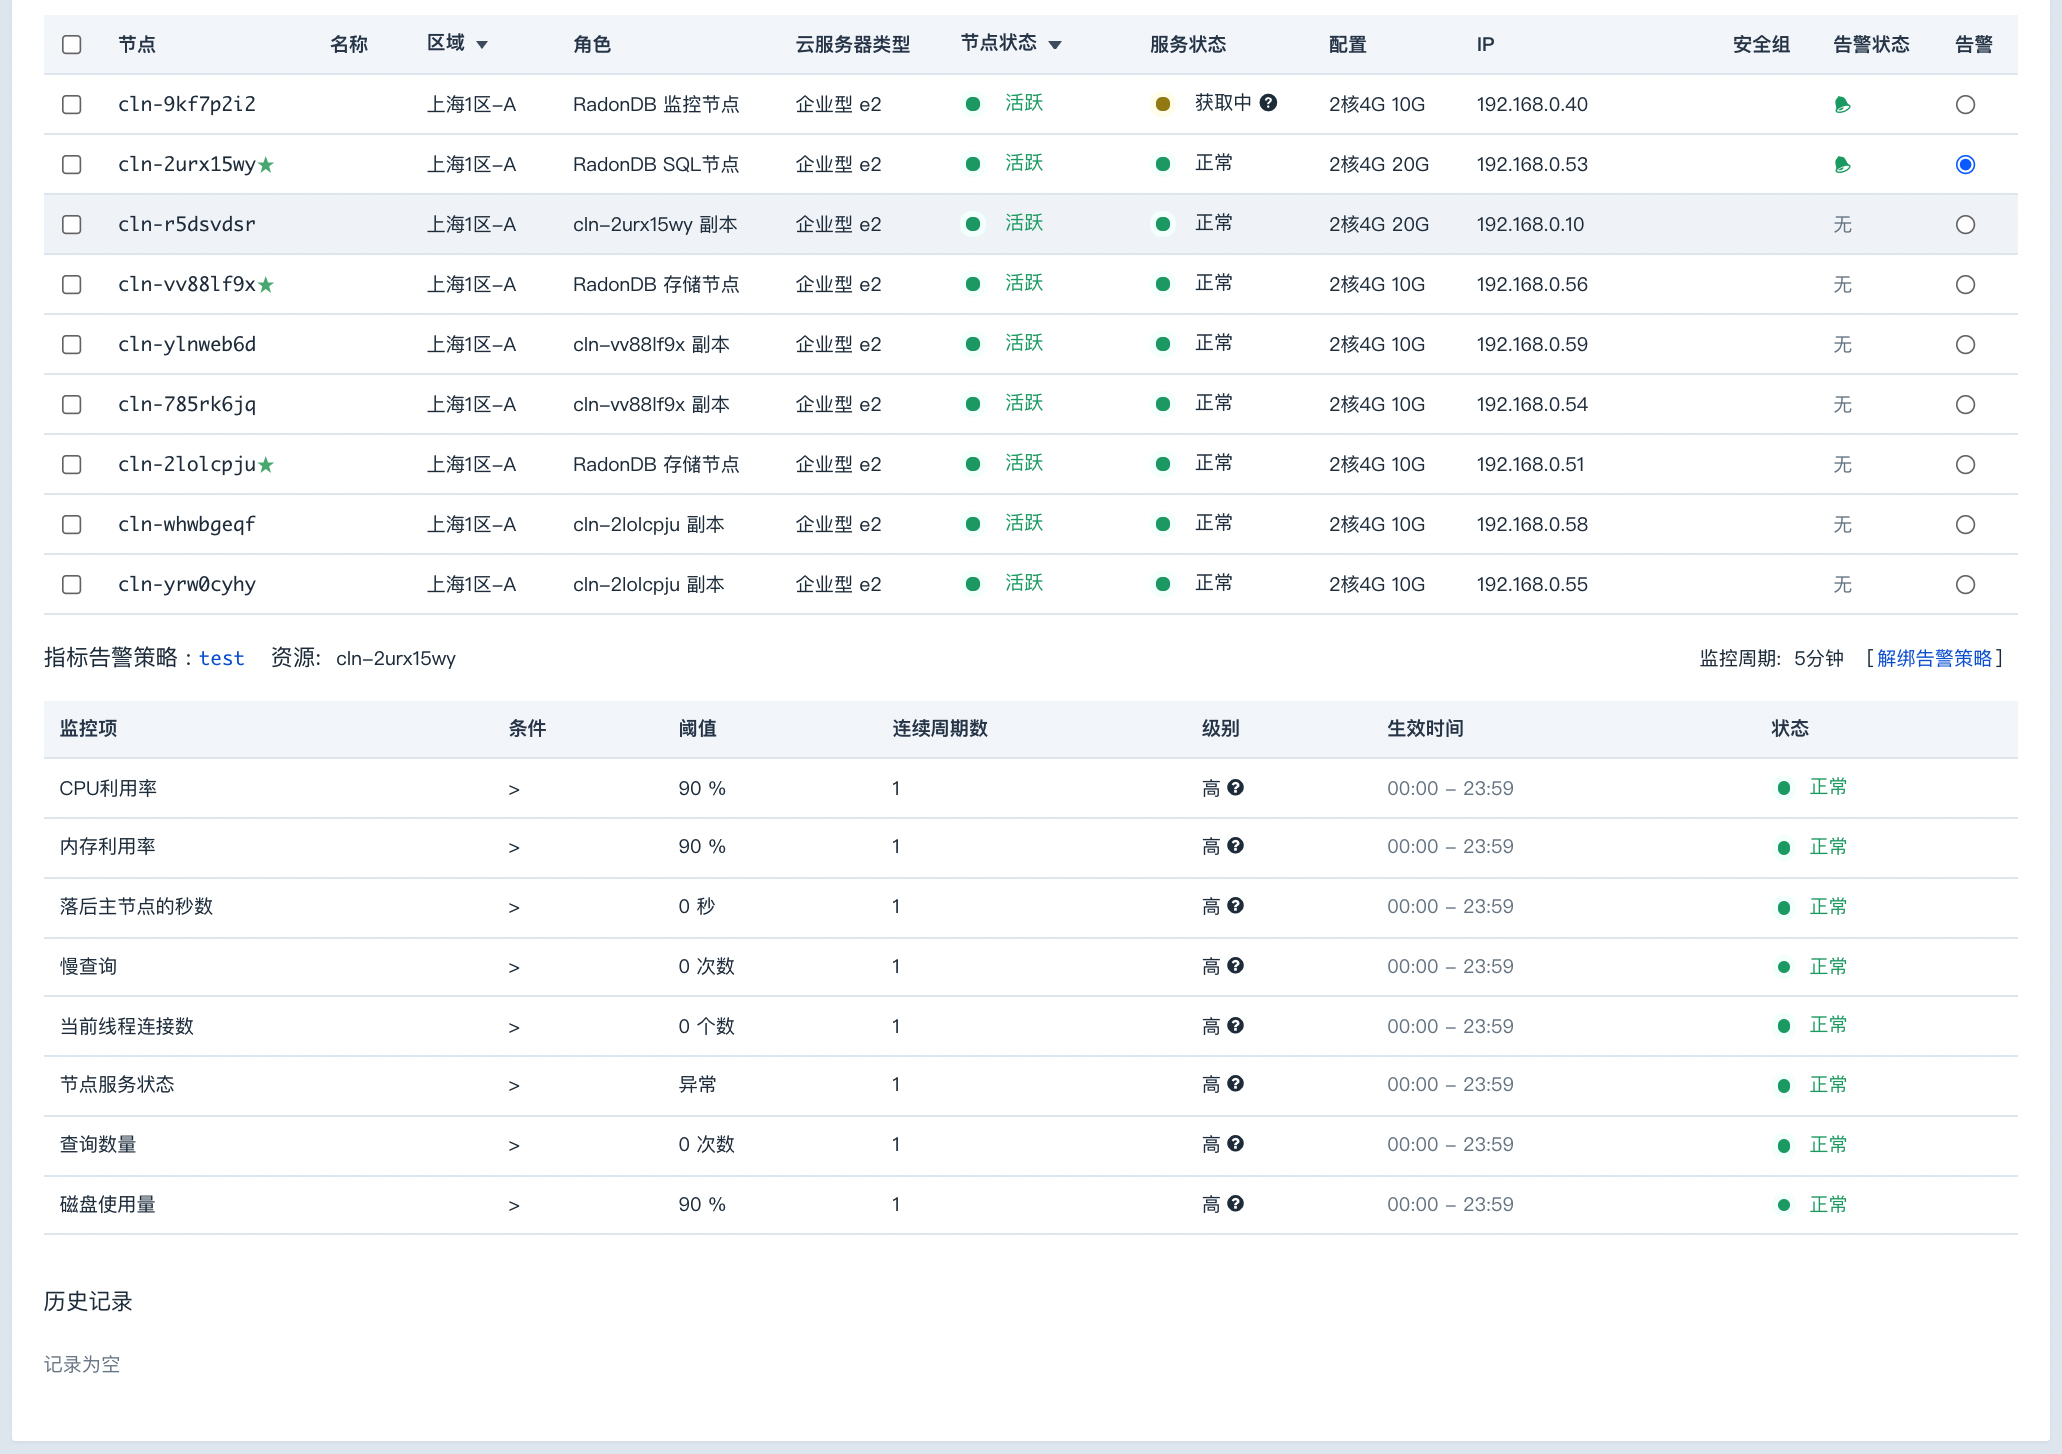 节点 名称 区域 角色 云服务器类型 节点状态 服务状态 配置 IP 安全组 告警状态 告警
cln-9kf7p2i2 上海1区-A RadonDB 监控节点 企业型 e2 活跃 获取中 2核4G 10G 192.168.0.40
cln-2urx15wy★ 上海1区-A RadonDB SQL节点 企业型 e2 活跃 正常 2核4G 20G 192.168.0.53
cln-r5dsvdsr 上海1区-A cln-2urx15wy 副本 企业型 e2 活跃 正常 2核4G 20G 192.168.0.10 无
cln-vv88lf9x★ 上海1区-A RadonDB 存储节点 企业型 e2 活跃 正常 2核4G 10G 192.168.0.56 无
cln-ylnweb6d 上海1区-A cln-vv88lf9x 副本 企业型 e2 活跃 正常 2核4G 10G 192.168.0.59 无
cln-785rk6jq 上海1区-A cln-vv88lf9x 副本 企业型 e2 活跃 正常 2核4G 10G 192.168.0.54 无
cln-2lolcpju★ 上海1区-A RadonDB 存储节点 企业型 e2 活跃 正常 2核4G 10G 192.168.0.51 无
cln-whwbgeqf 上海1区-A cln-2lolcpju 副本 企业型 e2 活跃 正常 2核4G 10G 192.168.0.58 无
cln-yrw0cyhy 上海1区-A cln-2lolcpju 副本 企业型 e2 活跃 正常 2核4G 10G 192.168.0.55 无
指标告警策略 : test 资源: cln-2urx15wy 监控周期: 5分钟 [解绑告警策略]
监控项 条件 阈值 连续周期数 级别 生效时间 状态
CPU利用率 > 90 % 1 高 00:00 - 23:59 正常
内存利用率 > 90 % 1 高 00:00 - 23:59 正常
落后主节点的秒数 > 0 秒 1 高 00:00 - 23:59 正常
慢查询 > 0 次数 1 高 00:00 - 23:59 正常
当前线程连接数 > 0 个数 1 高 00:00 - 23:59 正常
节点服务状态 > 异常 1 高 00:00 - 23:59 正常
查询数量 > 0 次数 1 高 00:00 - 23:59 正常
磁盘使用量 > 90 % 1 高 00:00 - 23:59 正常
历史记录
记录为空